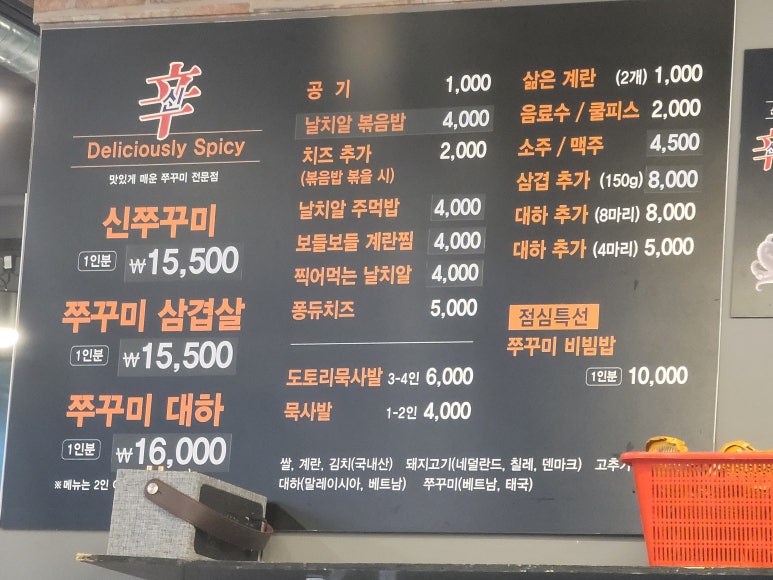 辛
신
Deliciously Spicy
맛있게 매운 쭈꾸미 전문점
신쭈꾸미
1인분 ₩15,500
쭈꾸미 삼겹살
1인분 ₩15,500
쭈꾸미 대하
1인분 ₩16,000
※메뉴는 2인
공기 1,000
날치알 볶음밥 4,000
치즈 추가 2,000
(볶음밥 볶을 시)
날치알 주먹밥 4,000
보들보들 계란찜 4,000
찍어먹는 날치알 4,000
퐁듀치즈 5,000
도토리묵사발 3-4인 6,000
묵사발 1-2인 4,000
삶은 계란 (2개) 1,000
음료수 / 쿨피스 2,000
소주 / 맥주 4,500
삼겹 추가 (150g) 8,000
대하 추가 (8마리) 8,000
대하 추가 (4마리) 5,000
점심특선
쭈꾸미 비빔밥
1인분 10,000
쌀, 계란, 김치(국내산) 돼지고기(네덜란드, 칠레, 덴마크) 고추가
대하(말레이시아, 베트남) 쭈꾸미(베트남, 태국)